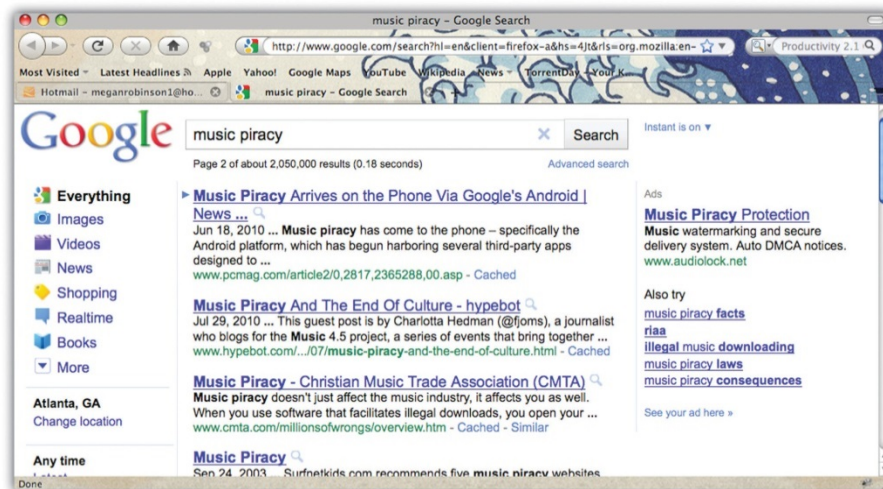 music piracy – Google Search
http://www.google.com/search?hl=en&client=firefox-a&hs=4Jt&rls=org.mozilla:en-
Productivity 2.1
Most Visited Latest Headlines Apple Yahoo! Google Maps YouTube Wikipedia News TorrentDay - Your K...
Hotmail – meganrobinson1@ho... music piracy – Google Search
Google
music piracy
Search
Instant is on
Page 2 of about 2,050,000 results (0.18 seconds)
Advanced search
Everything
Images
Videos
News
Shopping
Realtime
Books
More
Atlanta, GA
Change location
Any time
Latest
Music Piracy Arrives on the Phone Via Google's Android |
News ...
Jun 18, 2010 ... Music piracy has come to the phone – specifically the
Android platform, which has begun harboring several third-party apps
designed to ...
www.pcmag.com/article2/0,2817,2365288,00.asp - Cached
Music Piracy And The End Of Culture - hypebot
Jul 29, 2010 ... This guest post is by Charlotta Hedman (@fjoms), a journalist
who blogs for the Music 4.5 project, a series of events that bring together ...
www.hypebot.com/.../07/music-piracy-and-the-end-of-culture.html - Cached
Music Piracy - Christian Music Trade Association (CMTA)
Music piracy doesn't just affect the music industry, it affects you as well.
When you use software that facilitates illegal downloads, you open your ...
www.cmta.com/millionsofwrongs/overview.htm - Cached - Similar
Music Piracy
Sep 24, 2003 ... Surfnetkids.com recommends five music piracy websites
Ads
Music Piracy Protection
Music watermarking and secure
delivery system. Auto DMCA notices.
www.audiolock.net
Also try
music piracy facts
riaa
illegal music downloading
music piracy laws
music piracy consequences
See your ad here »
Done